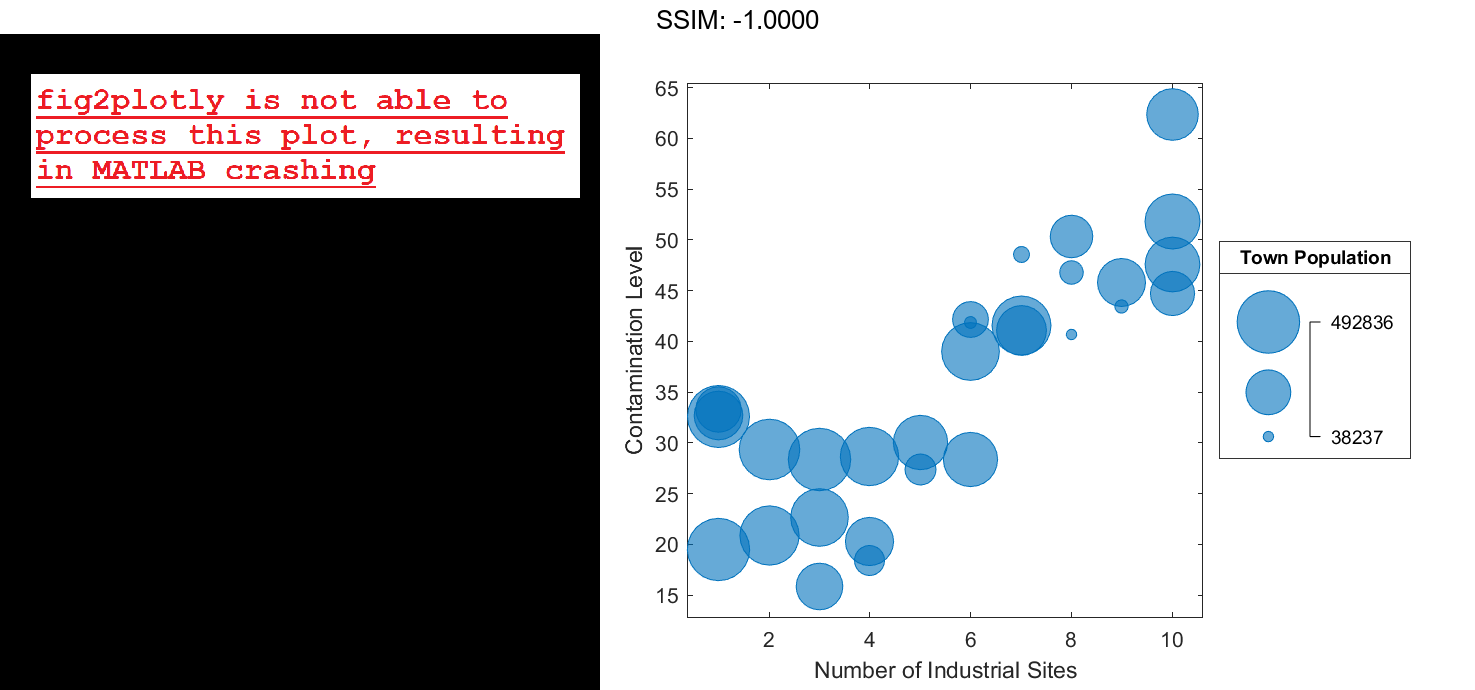 SSIM: -1.0000
fig2plotly is not able to
process this plot, resulting
in MATLAB crashing
65
60
55
50
45
40
35
30
25
20
15
Contamination Level
2 4 6 8 10
Number of Industrial Sites
Town Population
492836
38237